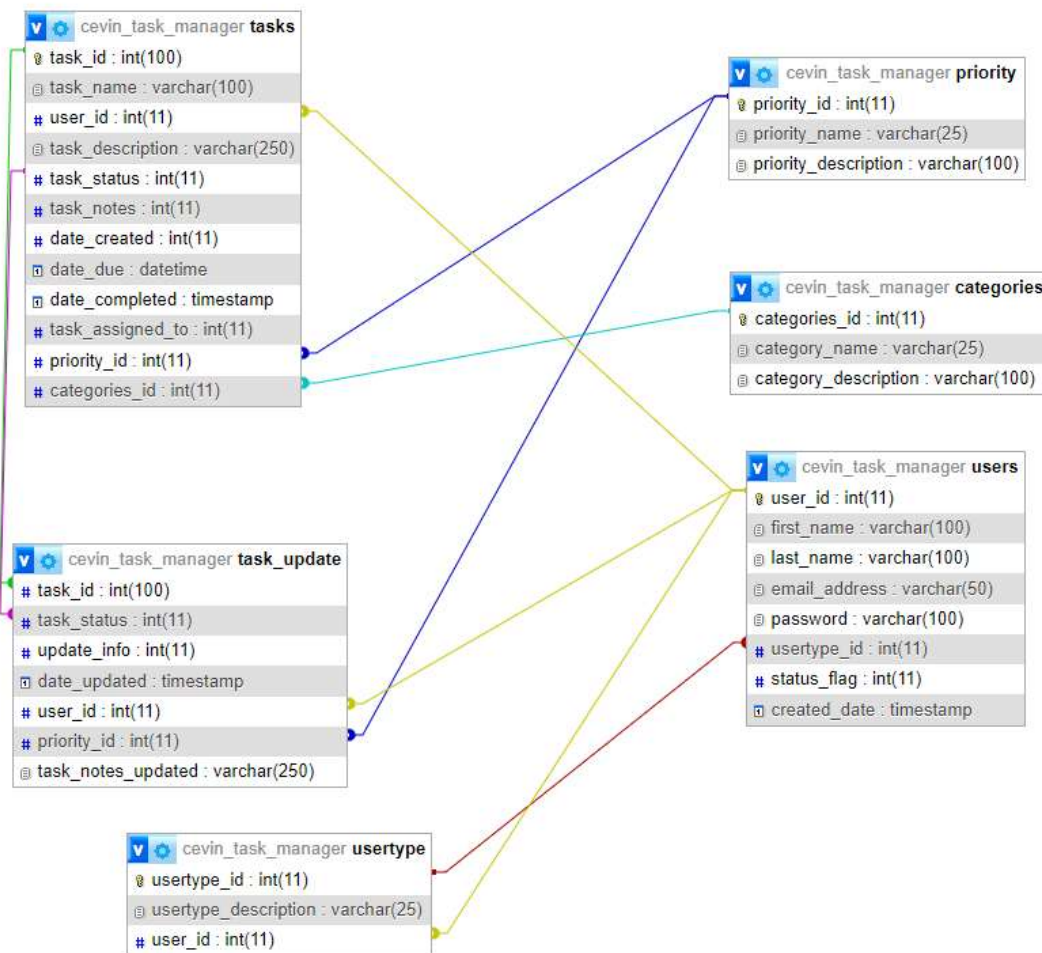 cevin_task_manager tasks
task_id : int(100)
task_name : varchar(100)
user_id : int(11)
task_description : varchar(250)
task_status : int(11)
task_notes : int(11)
date_created : int(11)
date_due : datetime
date_completed : timestamp
task_assigned_to : int(11)
priority_id : int(11)
categories_id : int(11)
cevin_task_manager priority
priority_id : int(11)
priority_name : varchar(25)
priority_description : varchar(100)
cevin_task_manager categories
categories_id : int(11)
category_name : varchar(25)
category_description : varchar(100)
cevin_task_manager users
user_id : int(11)
first_name : varchar(100)
last_name : varchar(100)
email_address : varchar(50)
password : varchar(100)
usertype_id : int(11)
status_flag : int(11)
created_date : timestamp
cevin_task_manager task_update
task_id : int(100)
task_status : int(11)
update_info : int(11)
date_updated : timestamp
user_id : int(11)
priority_id : int(11)
task_notes_updated : varchar(250)
cevin_task_manager usertype
usertype_id : int(11)
usertype_description : varchar(25)
user_id : int(11)